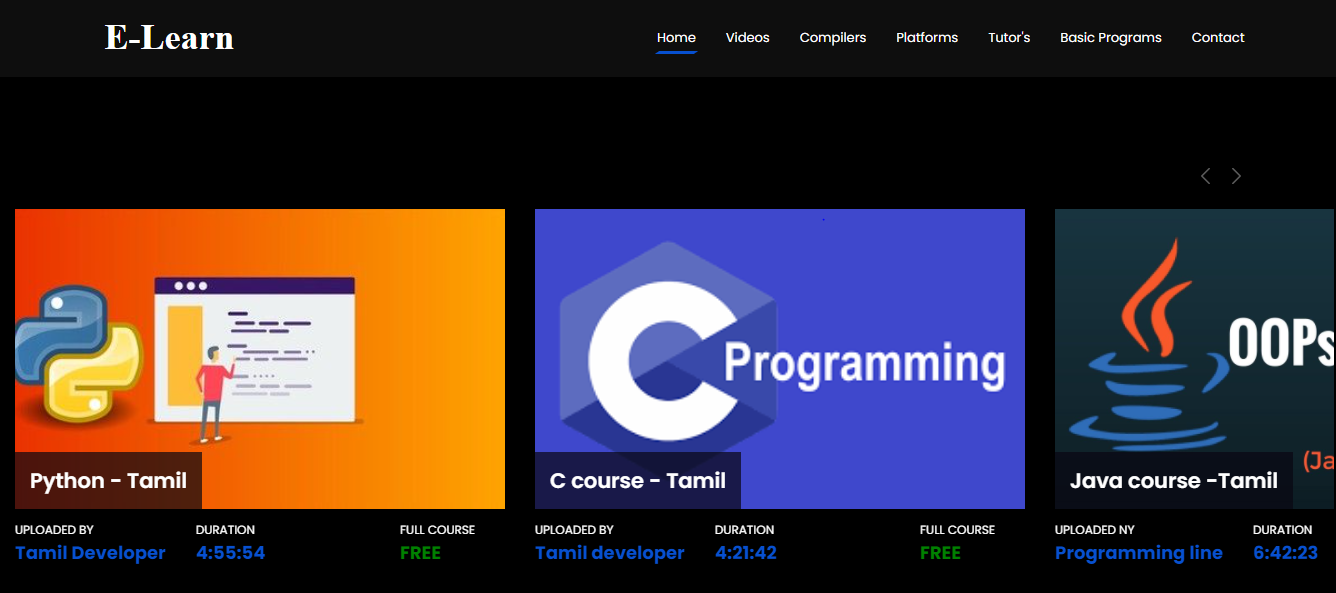 E-Learn
Home Videos Compilers Platforms Tutor's Basic Programs Contact
Programming
OOPs
(Ja
Python - Tamil
C course - Tamil
Java course -Tamil
UPLOADED BY DURATION FULL COURSE
Tamil Developer 4:55:54 FREE
UPLOADED BY DURATION FULL COURSE
Tamil developer 4:21:42 FREE
UPLOADED NY DURATION
Programming line 6:42:23